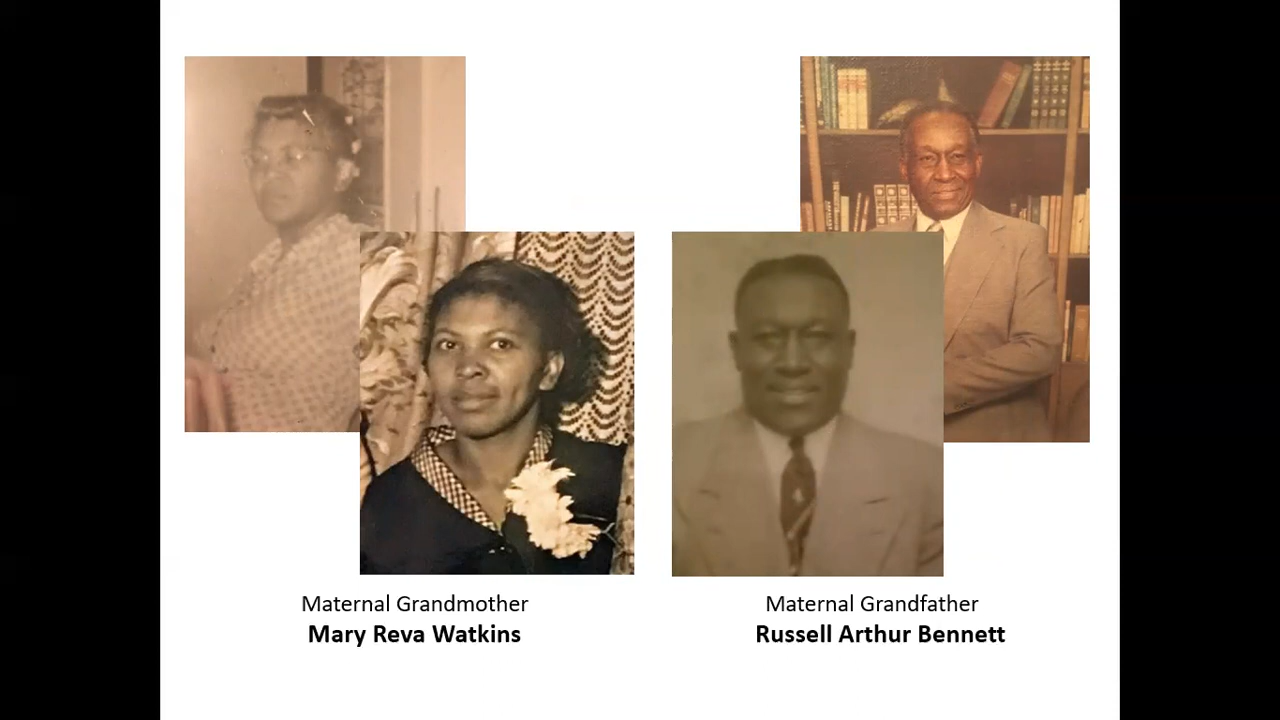 Maternal Grandmother
Mary Reva Watkins
Maternal Grandfather
Russell Arthur Bennett